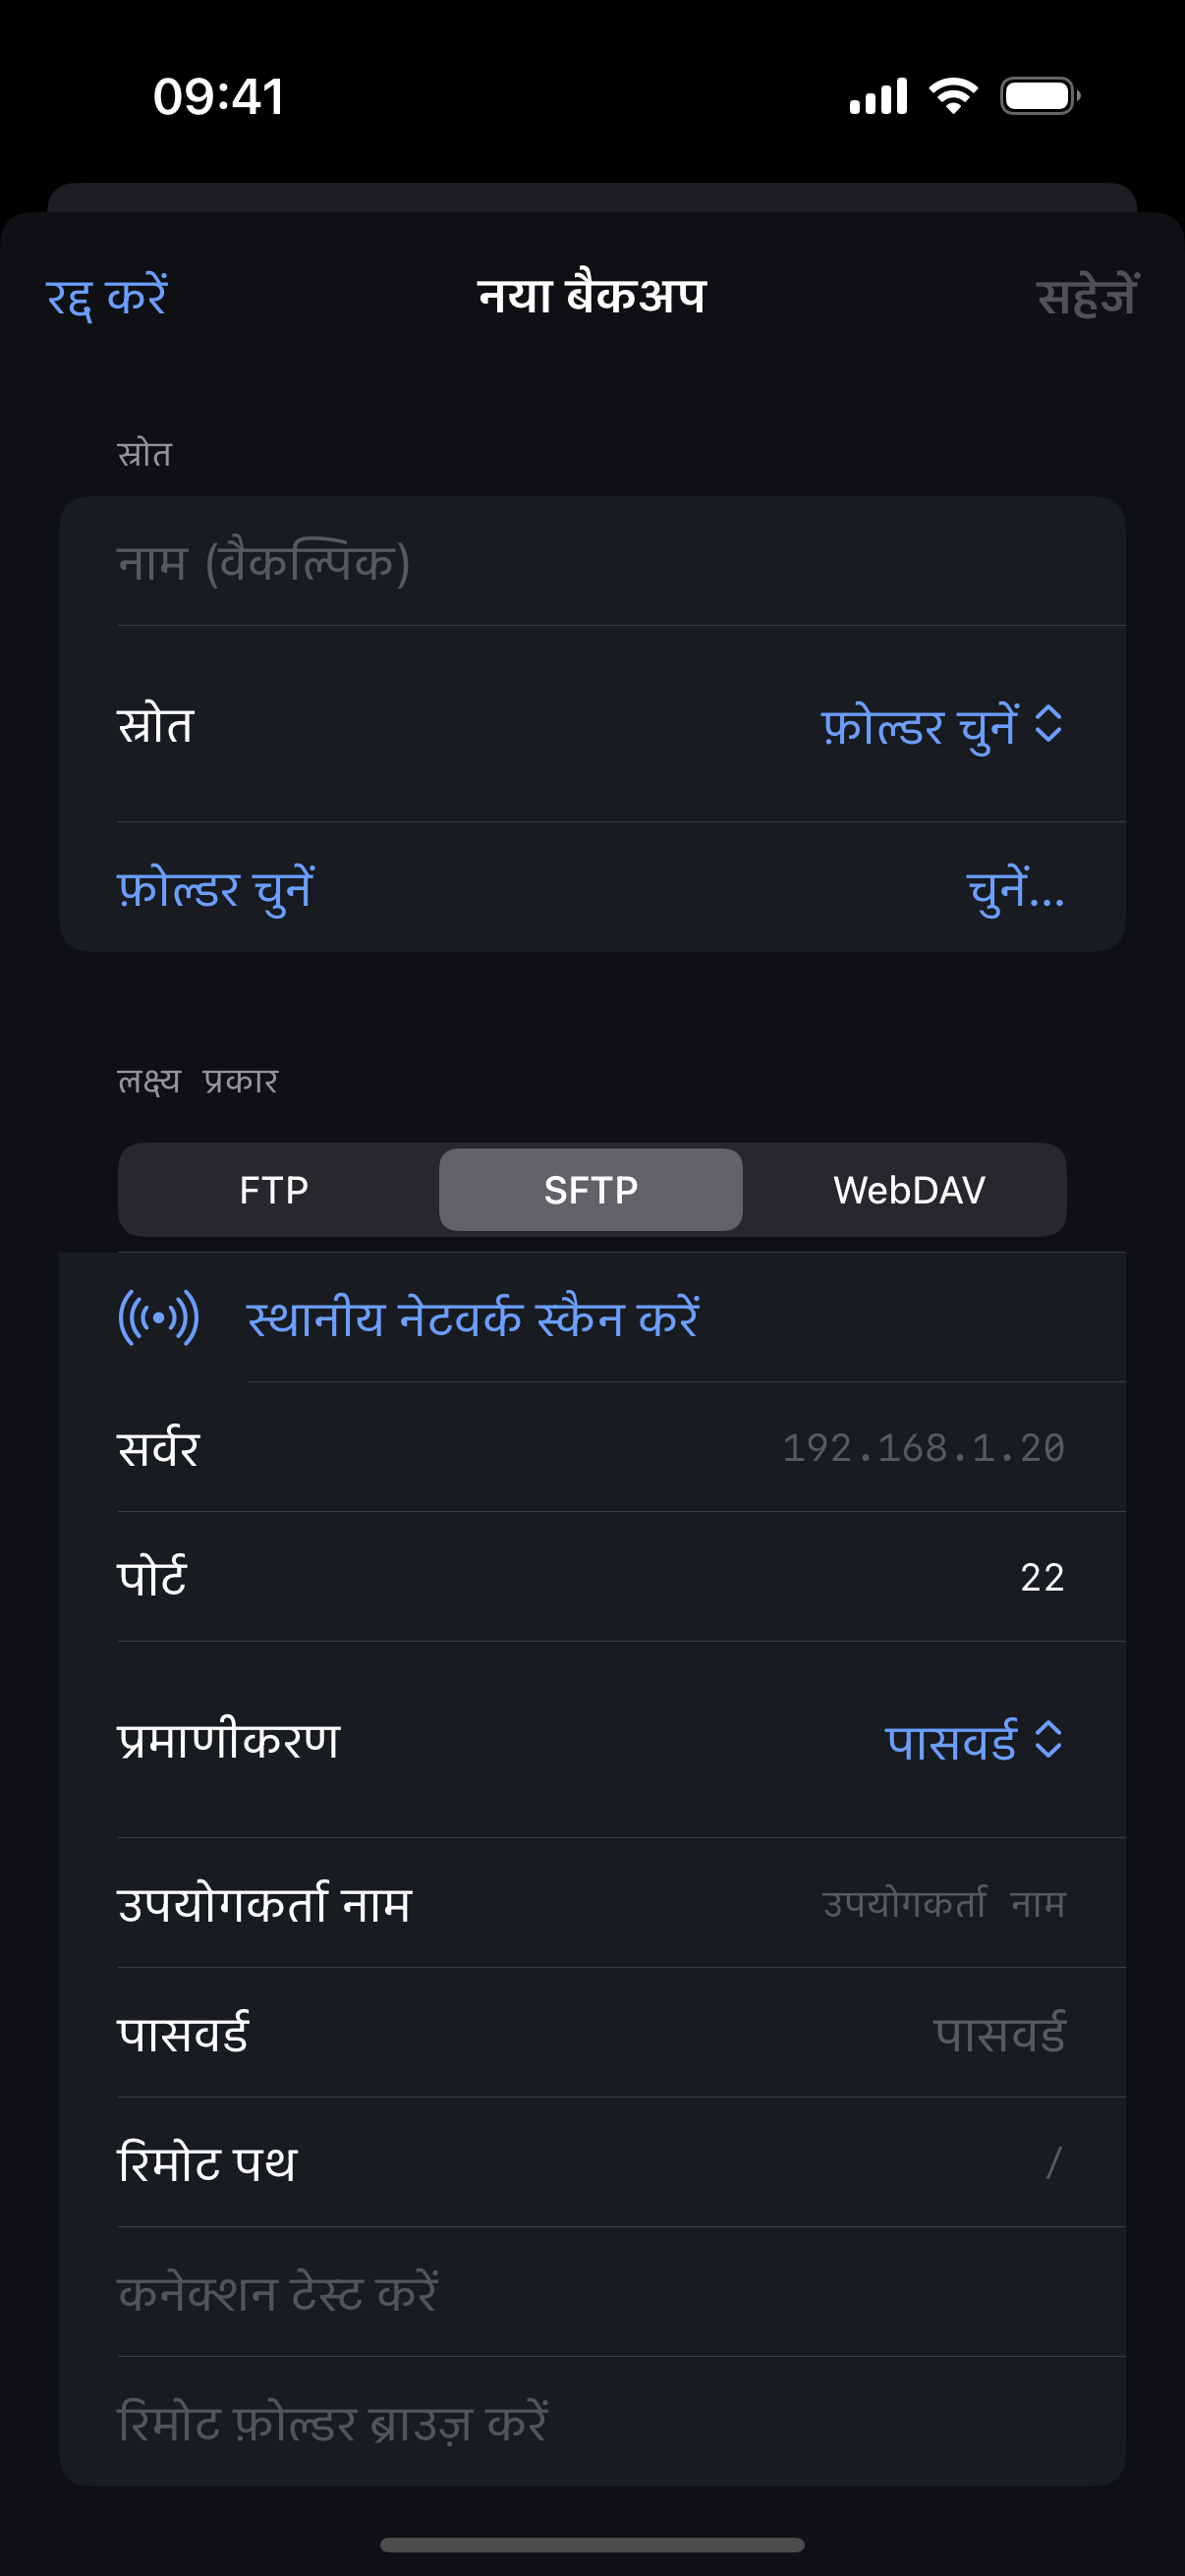 09:41
रद्द करें
नया बैकअप
सहेजें
स्रोत
नाम (वैकल्पिक)
स्रोत
फ़ोल्डर चुनें
फ़ोल्डर चुनें
चुनें...
लक्ष्य प्रकार
FTP
SFTP
WebDAV
स्थानीय नेटवर्क स्कैन करें
सर्वर
192.168.1.20
पोर्ट
22
प्रमाणीकरण
पासवर्ड
उपयोगकर्ता नाम
उपयोगकर्ता नाम
पासवर्ड
पासवर्ड
रिमोट पथ
/
कनेक्शन टेस्ट करें
रिमोट फ़ोल्डर ब्राउज़ करें